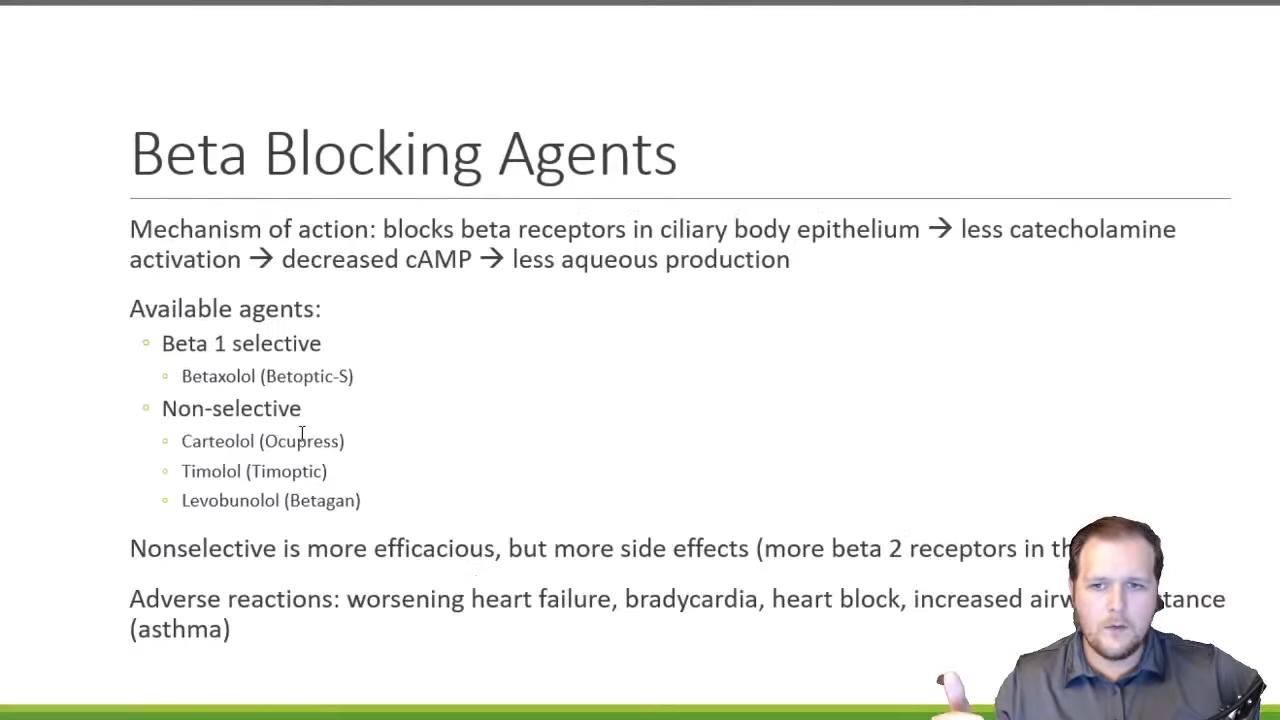 Beta Blocking Agents
Mechanism of action: blocks beta receptors in ciliary body epithelium → less catecholamine
activation → decreased cAMP → less aqueous production
Available agents:
◦ Beta 1 selective
◦ Betaxolol (Betoptic-S)
◦ Non-selective
◦ Carteolol (Ocupress)
◦ Timolol (Timoptic)
◦ Levobunolol (Betagan)
Nonselective is more efficacious, but more side effects (more beta 2 receptors in
Adverse reactions: worsening heart failure, bradycardia, heart block, increased
(asthma)